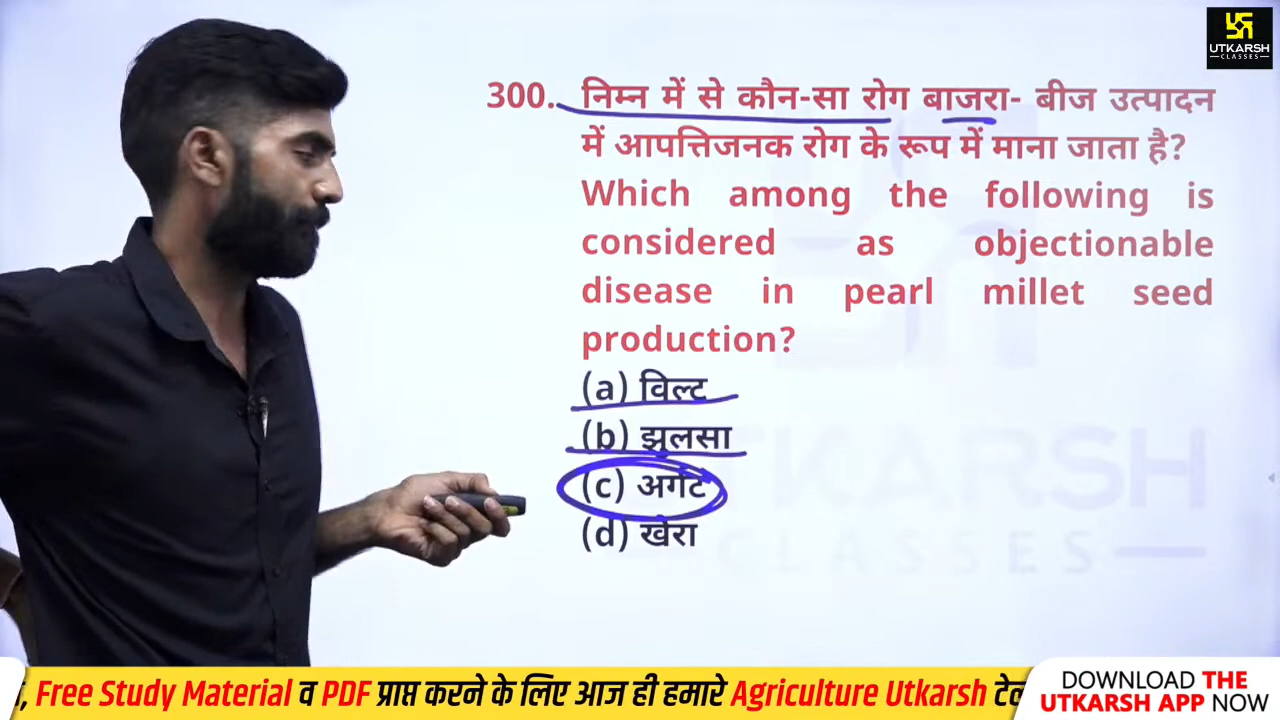 UTKARSH
CLASSES
300. निम्न में से कौन-सा रोग बाजरा- बीज उत्पादन
में आपत्तिजनक रोग के रूप में माना जाता है?
Which among the following is
considered as objectionable
disease in pearl millet seed
production?
(a) विल्ट
(b) झुलसा
(c) अर्गट
(d) खैरा
UTKARSH
CLASSES
Free Study Material व PDF प्राप्त करने के लिए आज ही हमारे Agriculture Utkarsh
DOWNLOAD THE
UTKARSH APP NOW